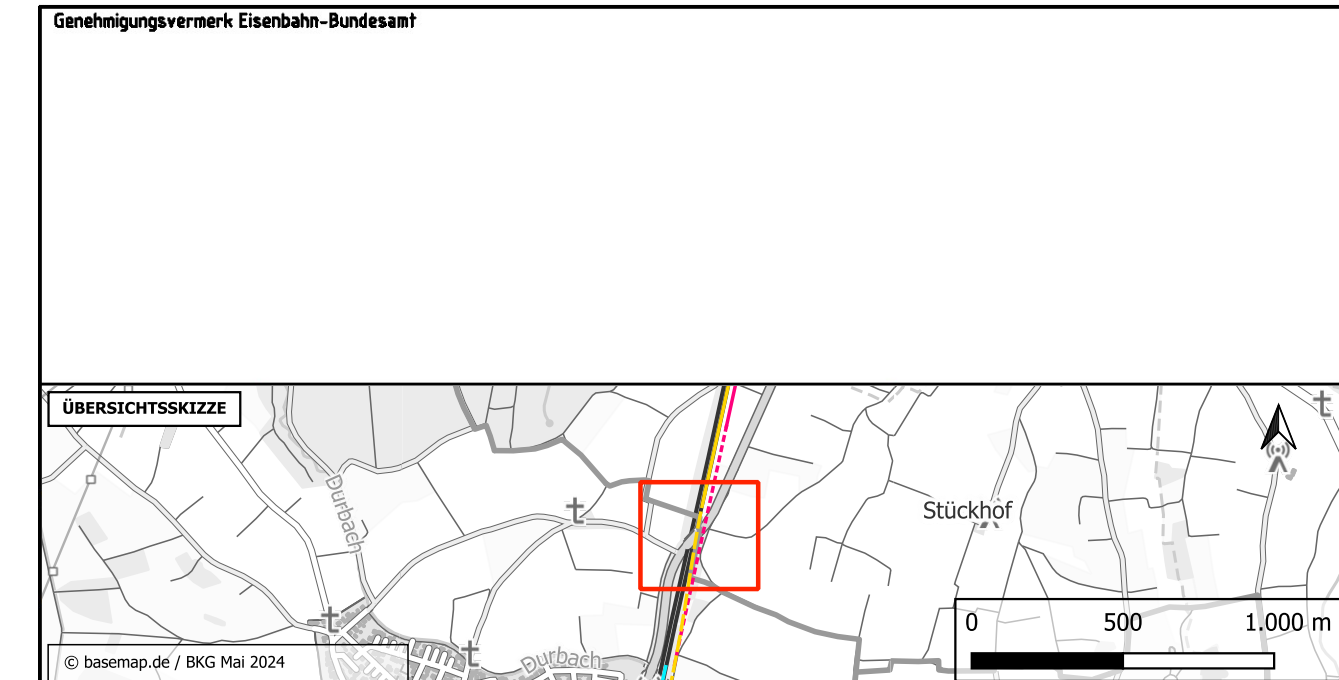 Genehmigungsvermerk Eisenbahn-Bundesamt
ÜBERSICHTSSKIZZE
Durbach
Stückhof
0 500 1.000 m
© basemap.de / BKG Mai 2024
Durbach